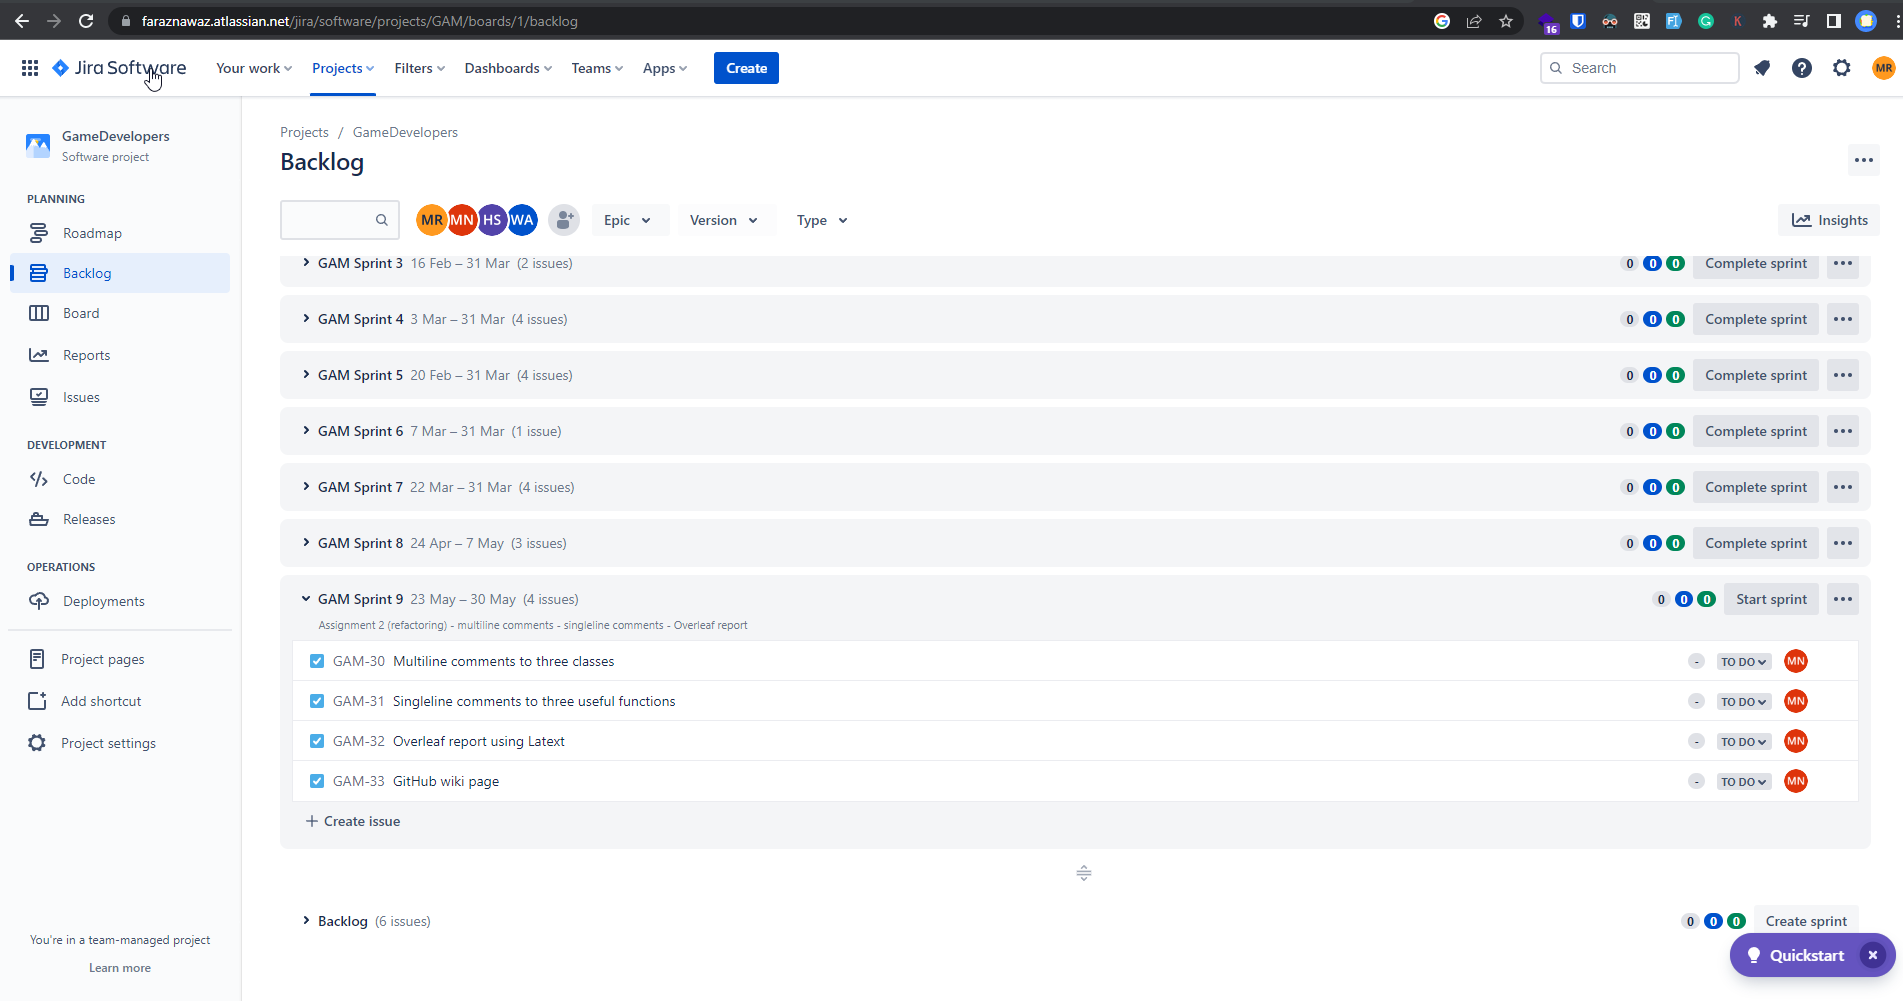 faraznawaz.atlassian.net/jira/software/projects/GAM/boards/1/backlog
16
Jira Software Your work Projects Filters Dashboards Teams Apps Create Search MR
GameDevelopers
Software project
PLANNING
Roadmap
Backlog
Board
Reports
Issues
DEVELOPMENT
Code
Releases
OPERATIONS
Deployments
Project pages
Add shortcut
Project settings
You're in a team-managed project
Learn more
Projects / GameDevelopers
Backlog
MR MN HS WA Epic Version Type Insights
GAM Sprint 3 16 Feb – 31 Mar (2 issues) 0 0 0 Complete sprint
GAM Sprint 4 3 Mar – 31 Mar (4 issues) 0 0 0 Complete sprint
GAM Sprint 5 20 Feb – 31 Mar (4 issues) 0 0 0 Complete sprint
GAM Sprint 6 7 Mar – 31 Mar (1 issue) 0 0 0 Complete sprint
GAM Sprint 7 22 Mar – 31 Mar (4 issues) 0 0 0 Complete sprint
GAM Sprint 8 24 Apr – 7 May (3 issues) 0 0 0 Complete sprint
GAM Sprint 9 23 May – 30 May (4 issues) 0 0 0 Start sprint
Assignment 2 (refactoring) - multiline comments - singleline comments - Overleaf report
GAM-30 Multiline comments to three classes - TO DO MN
GAM-31 Singleline comments to three useful functions - TO DO MN
GAM-32 Overleaf report using Latext - TO DO MN
GAM-33 GitHub wiki page - TO DO MN
+ Create issue
Backlog (6 issues) 0 0 0 Create sprint
Quickstart